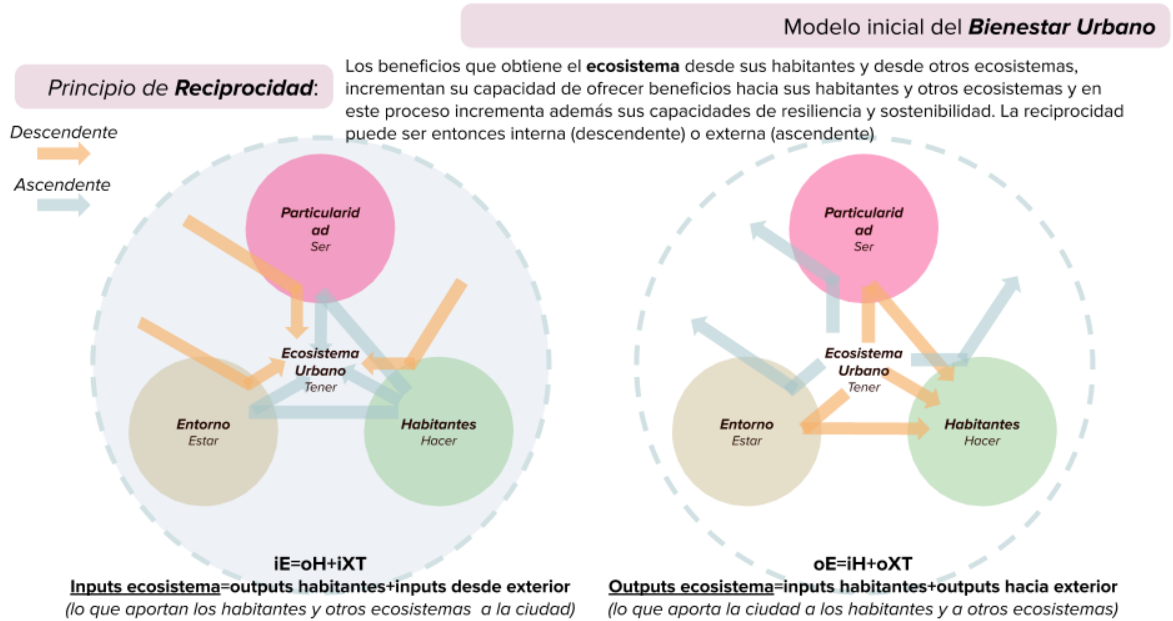 Modelo inicial del Bienestar Urbano
Principio de Reciprocidad:
Los beneficios que obtiene el ecosistema desde sus habitantes y desde otros ecosistemas,
incrementan su capacidad de ofrecer beneficios hacia sus habitantes y otros ecosistemas y en
este proceso incrementa además sus capacidades de resiliencia y sostenibilidad. La reciprocidad
puede ser entonces interna (descendente) o externa (ascendente)
Descendente
Ascendente
Particularid
ad
Ser
Ecosistema
Urbano
Tener
Entorno
Estar
Habitantes
Hacer
iE=oH+iXT
Inputs ecosistema=outputs habitantes+inputs desde exterior
(lo que aportan los habitantes y otros ecosistemas a la ciudad)
Particularid
ad
Ser
Ecosistema
Urbano
Tener
Entorno
Estar
Habitantes
Hacer
oE=iH+oXT
Outputs ecosistema=inputs habitantes+outputs hacia exterior
(lo que aporta la ciudad a los habitantes y a otros ecosistemas)